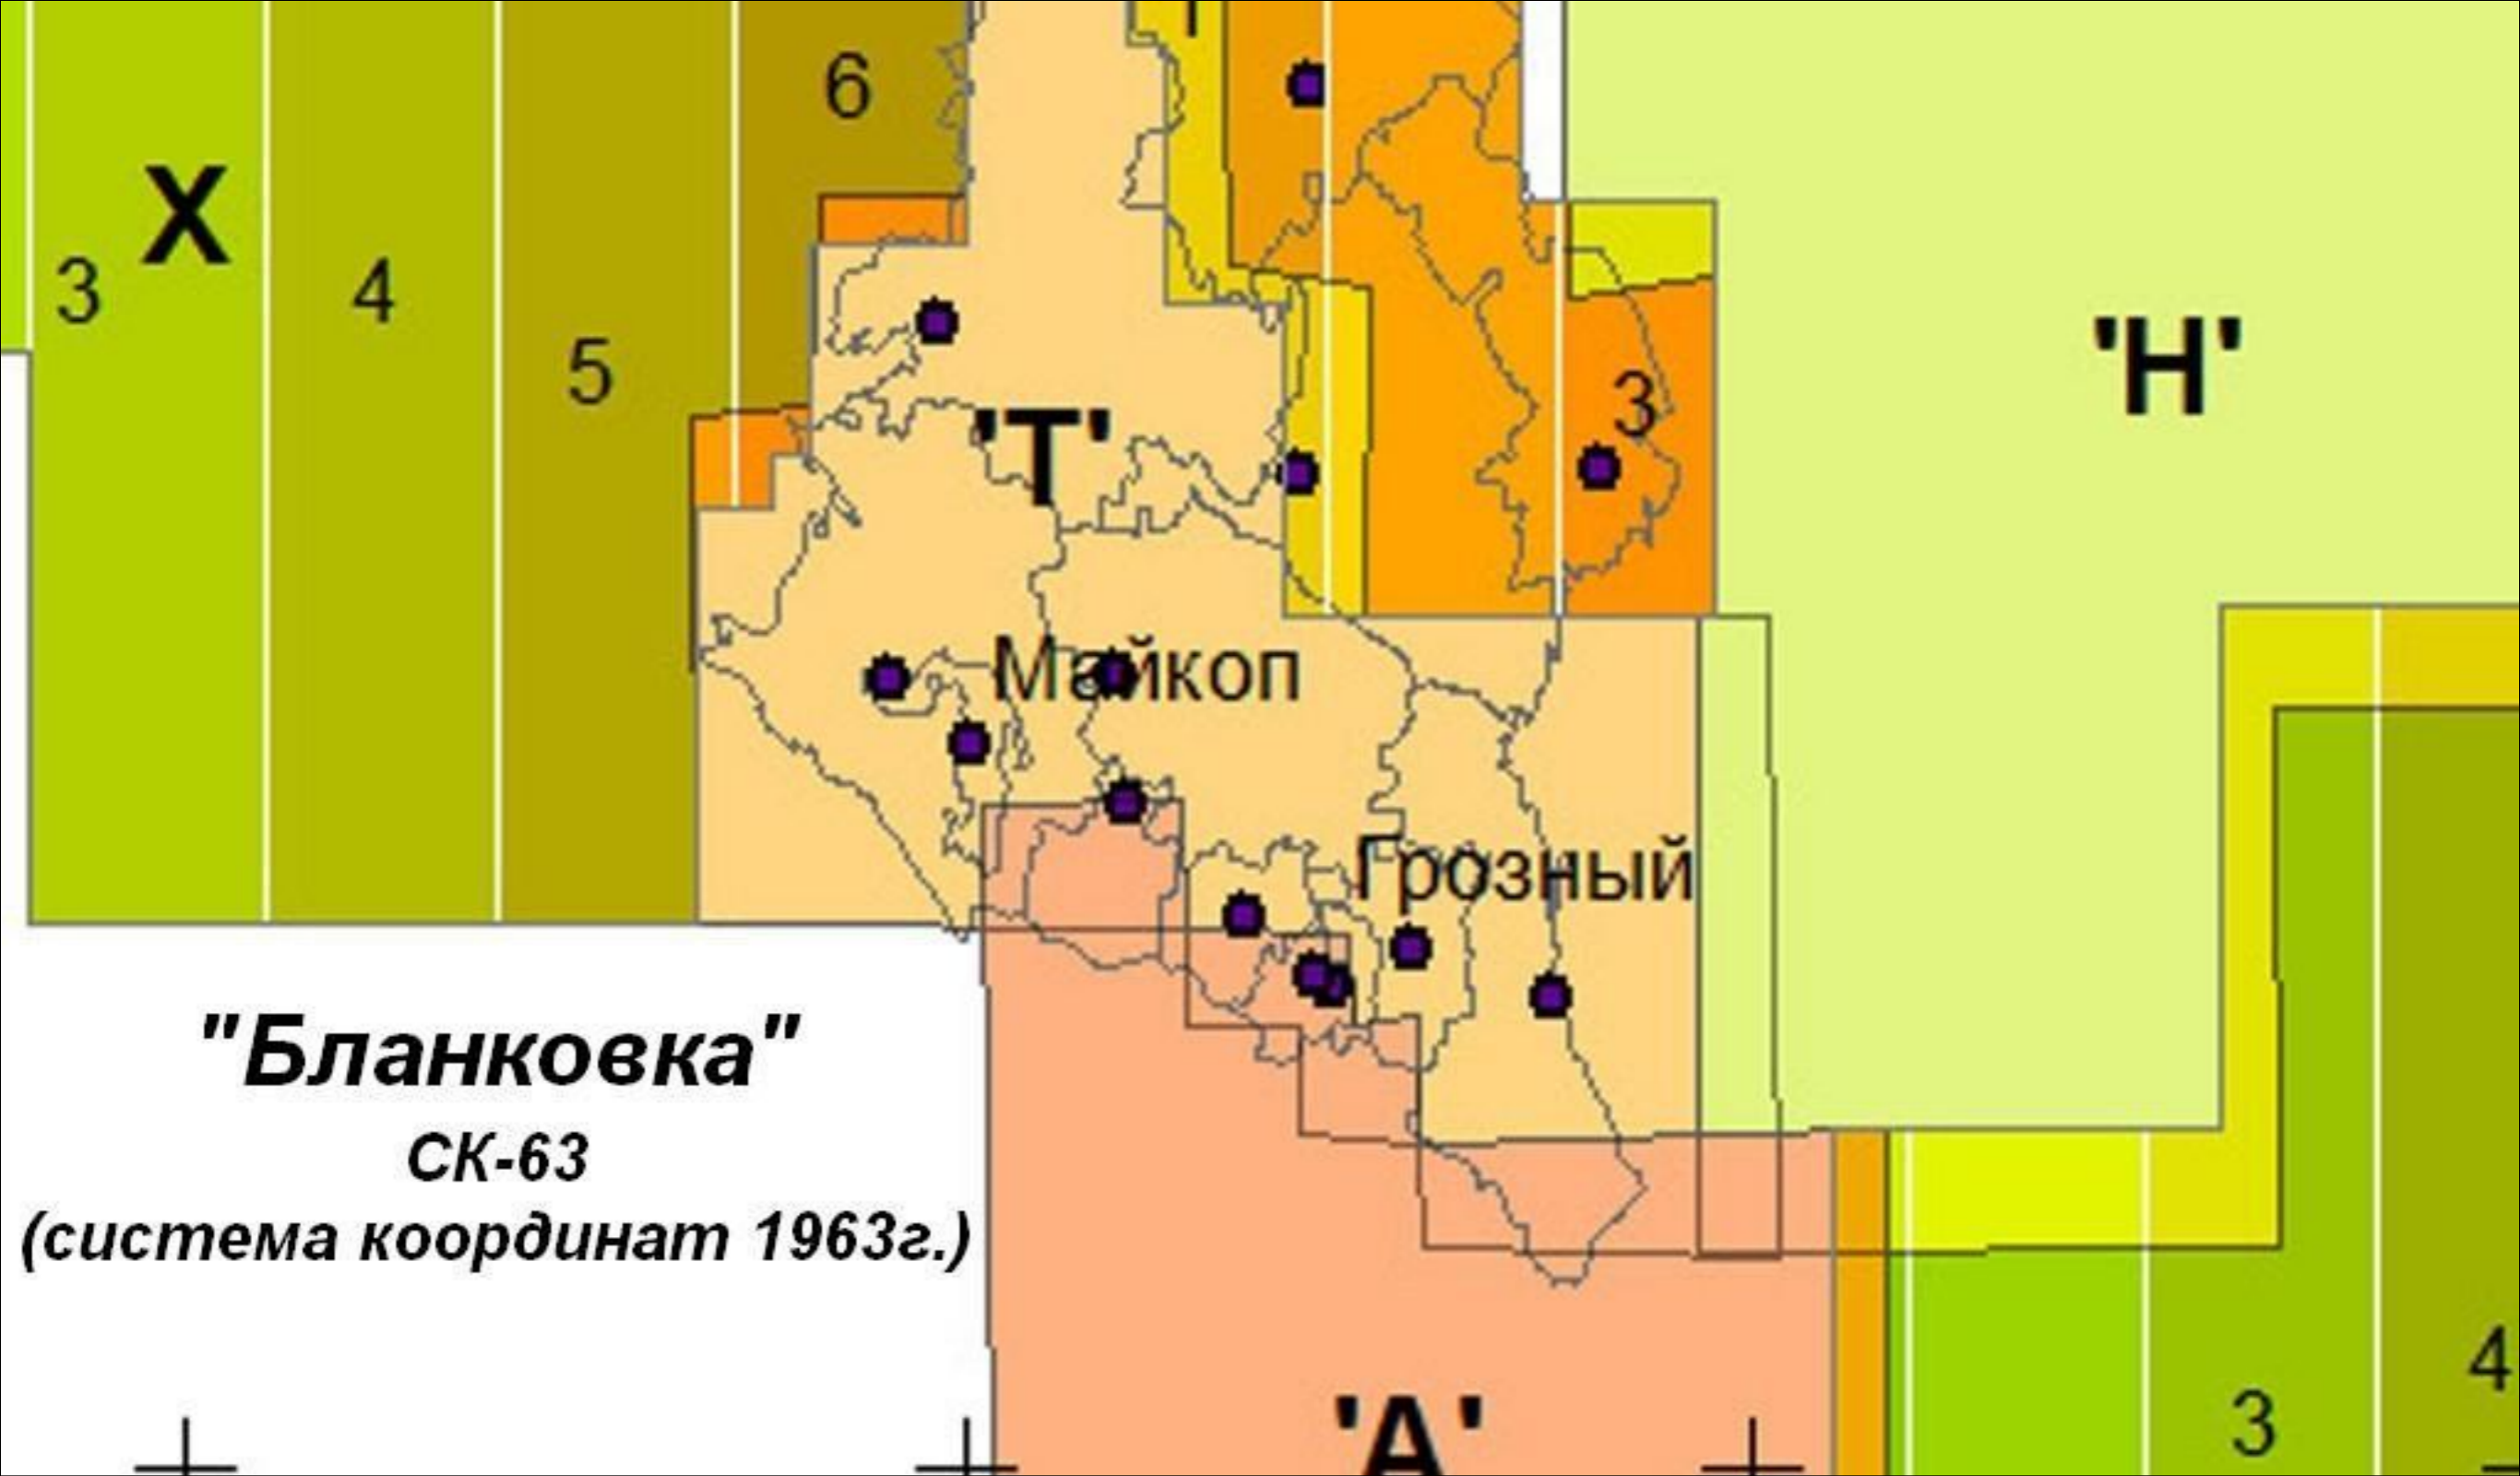 6
X
3
4
5
'Т'
3
'Н'
Майкоп
Грозный
"Бланковка"
СК-63
(система координат 1963г.)
'А'
3
4